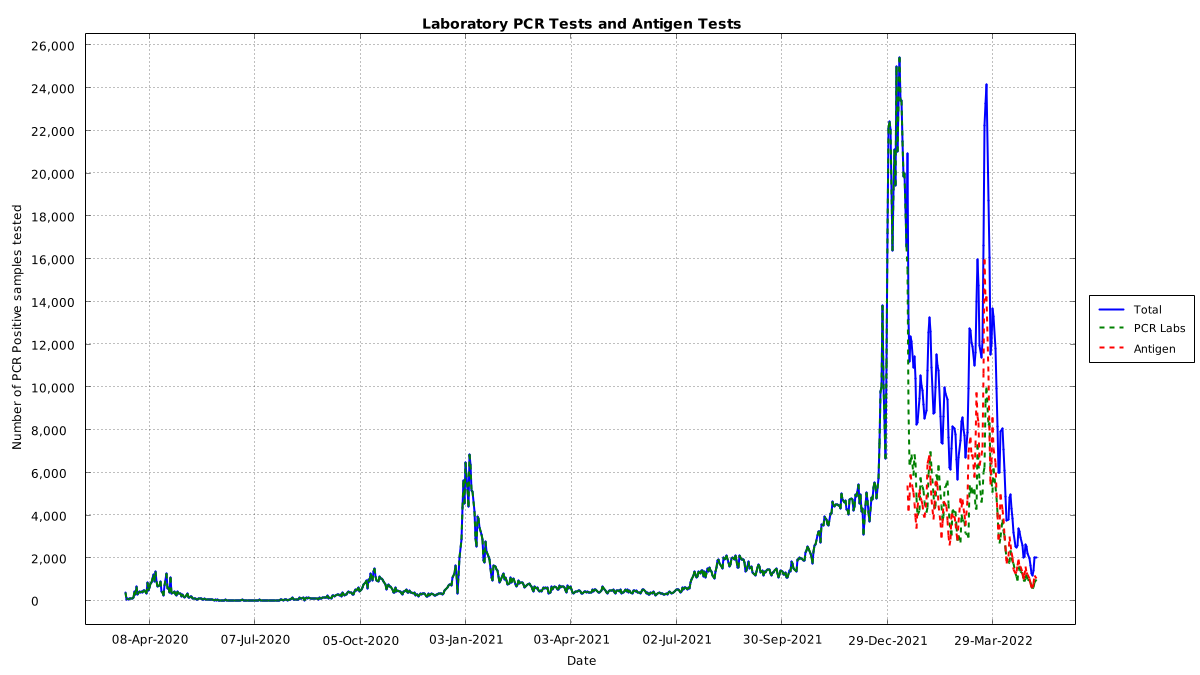 Laboratory PCR Tests and Antigen Tests
26,000
24,000
22,000
20,000
18,000
16,000
14,000
12,000
10,000
8,000
6,000
4,000
2,000
0
Number of PCR Positive samples tested
08-Apr-2020
07-Jul-2020
05-Oct-2020
03-Jan-2021
03-Apr-2021
02-Jul-2021
30-Sep-2021
29-Dec-2021
29-Mar-2022
Date
Total
PCR Labs
Antigen